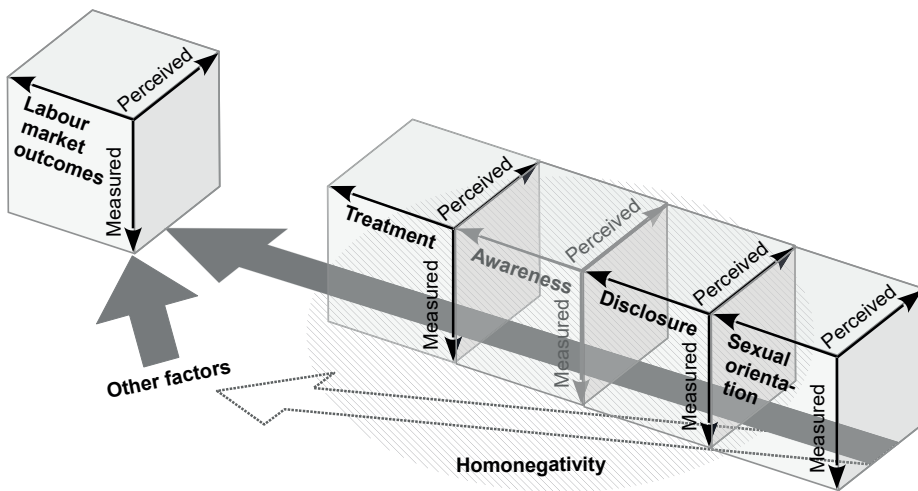 Perceived
Labour
market
outcomes
Measured
Perceived
Treatment
Measured
Perceived
Awareness
Measured
Perceived
Disclosure
Measured
Perceived
Sexual
orienta-
tion
Measured
Other factors
Homonegativity